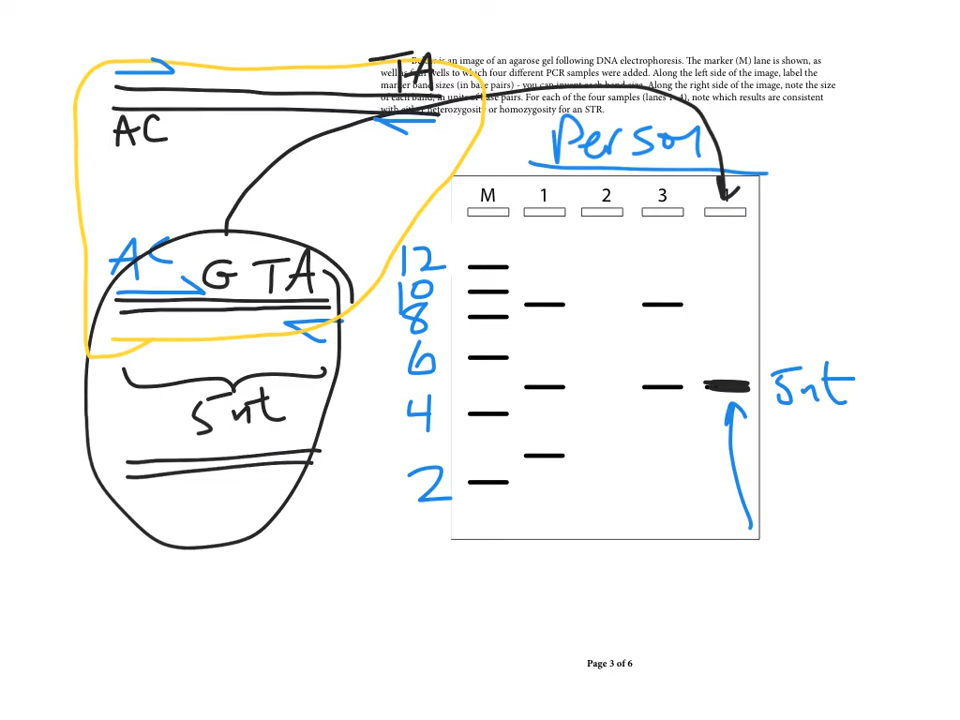 is an image of an agarose gel following DNA electrophoresis. The marker (M) lane is shown, as
well as four wells to which four different PCR samples were added. Along the left side of the image, label the
marker band sizes (in base pairs) - you can invent each band size. Along the right side of the image, note the size
of each band, in units of base pairs. For each of the four samples (lanes 1-4), note which results are consistent
with either heterozygosity or homozygosity for an STR.
TA
AC
Person
M 1 2 3
AC
G TA
12
10
8
6
4
2
5nt
5nt
Page 3 of 6